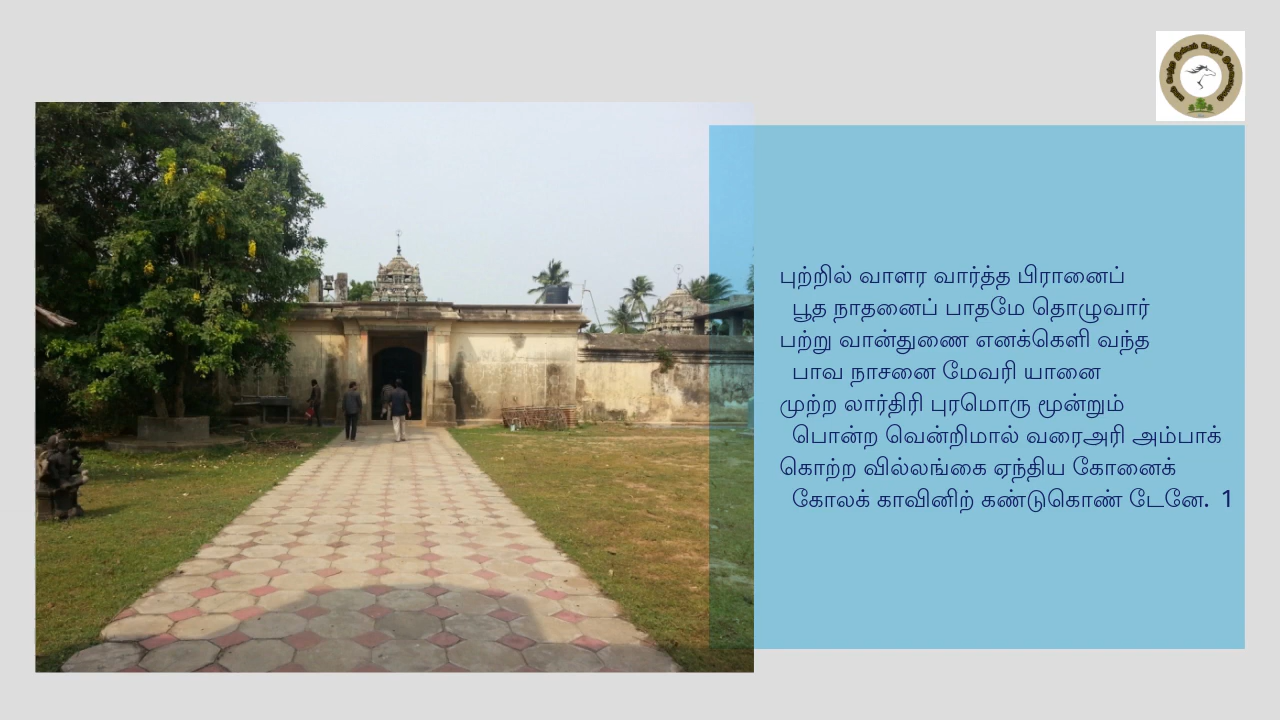 புற்றில் வாளர வார்த்த பிரானைப்
பூத நாதனைப் பாதமே தொழுவார்
பற்று வான்துணை எனக்கெளி வந்த
பாவ நாசனை மேவரி யானை
முற்ற லார்திரி புரமொரு மூன்றும்
பொன்ற வென்றிமால் வரைஅரி அம்பாக்
கொற்ற வில்லங்கை ஏந்திய கோனைக்
கோலக் காவினிற் கண்டுகொண் டேனே. 1